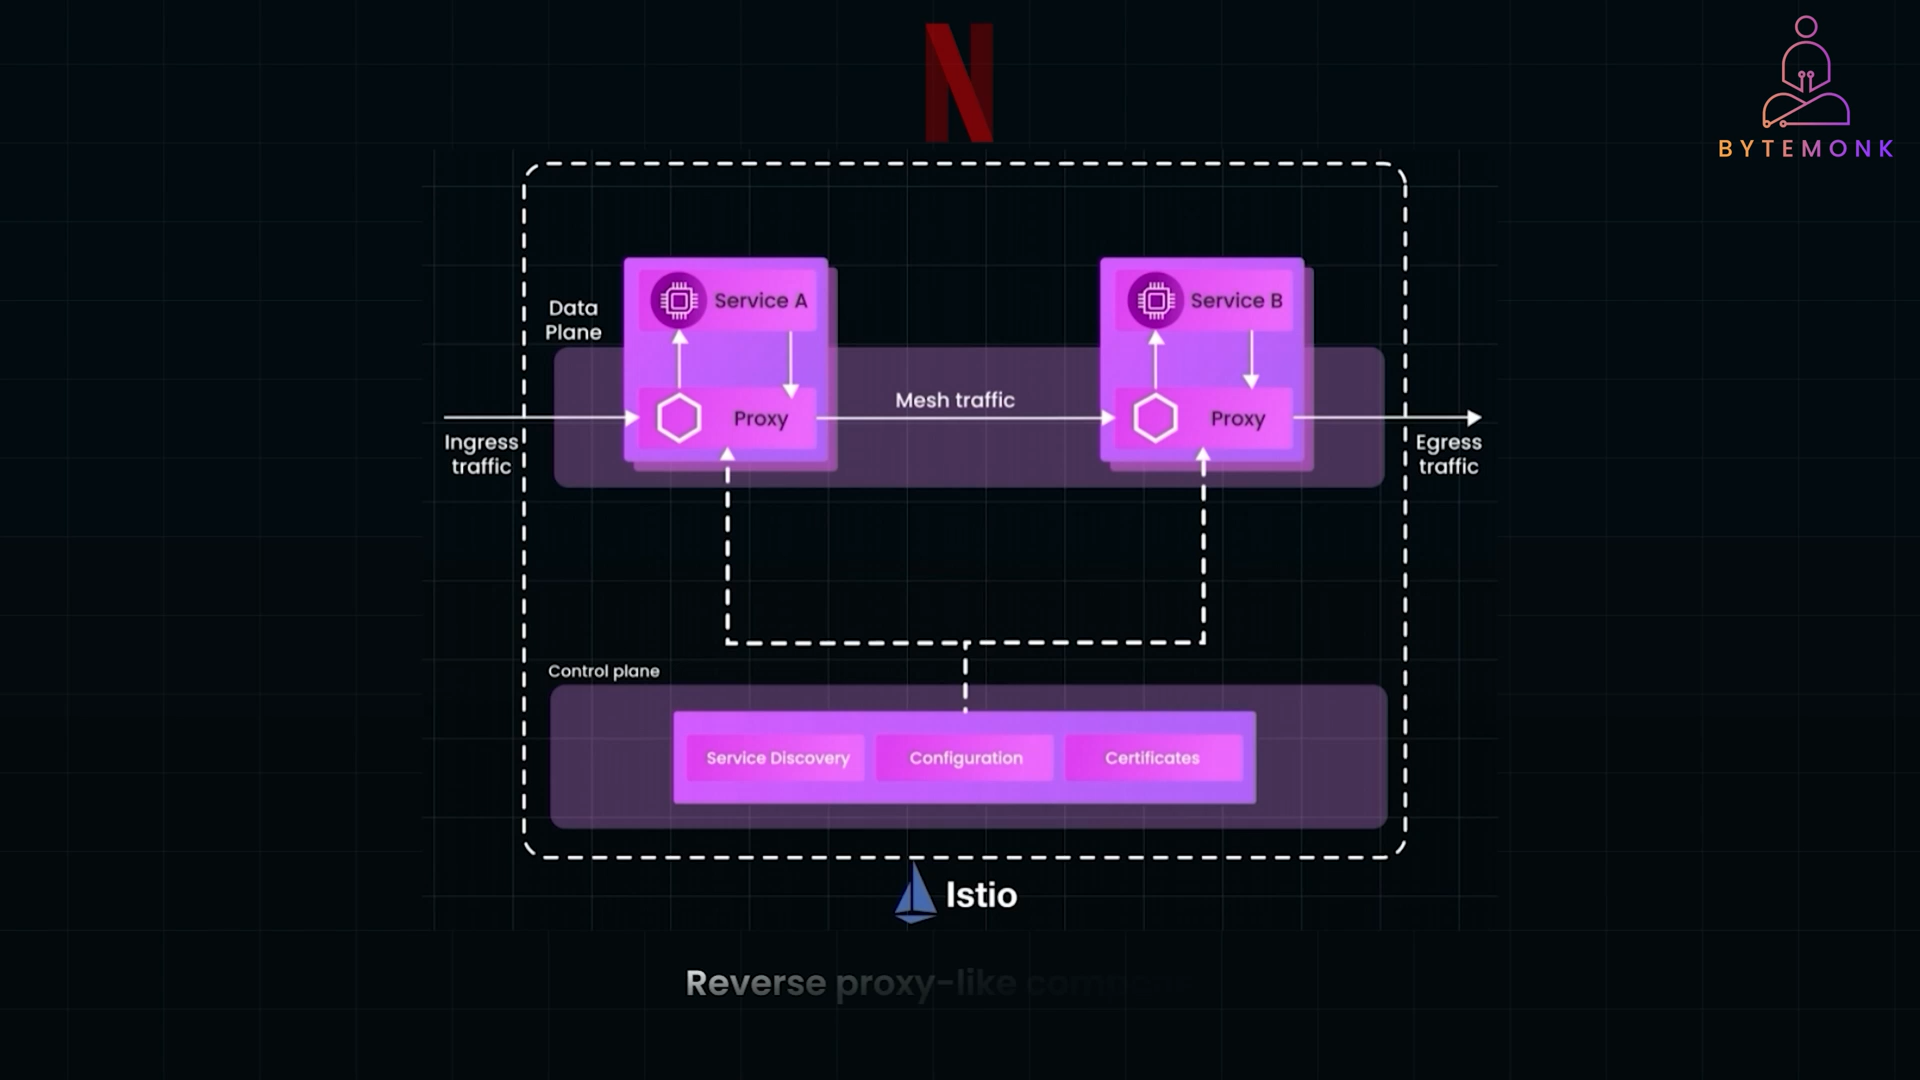 N
BYTEMONK
Data
Plane
Service A
Service B
Proxy
Mesh traffic
Proxy
Ingress
traffic
Egress
traffic
Control plane
Service Discovery
Configuration
Certificates
Istio
Reverse proxy-like